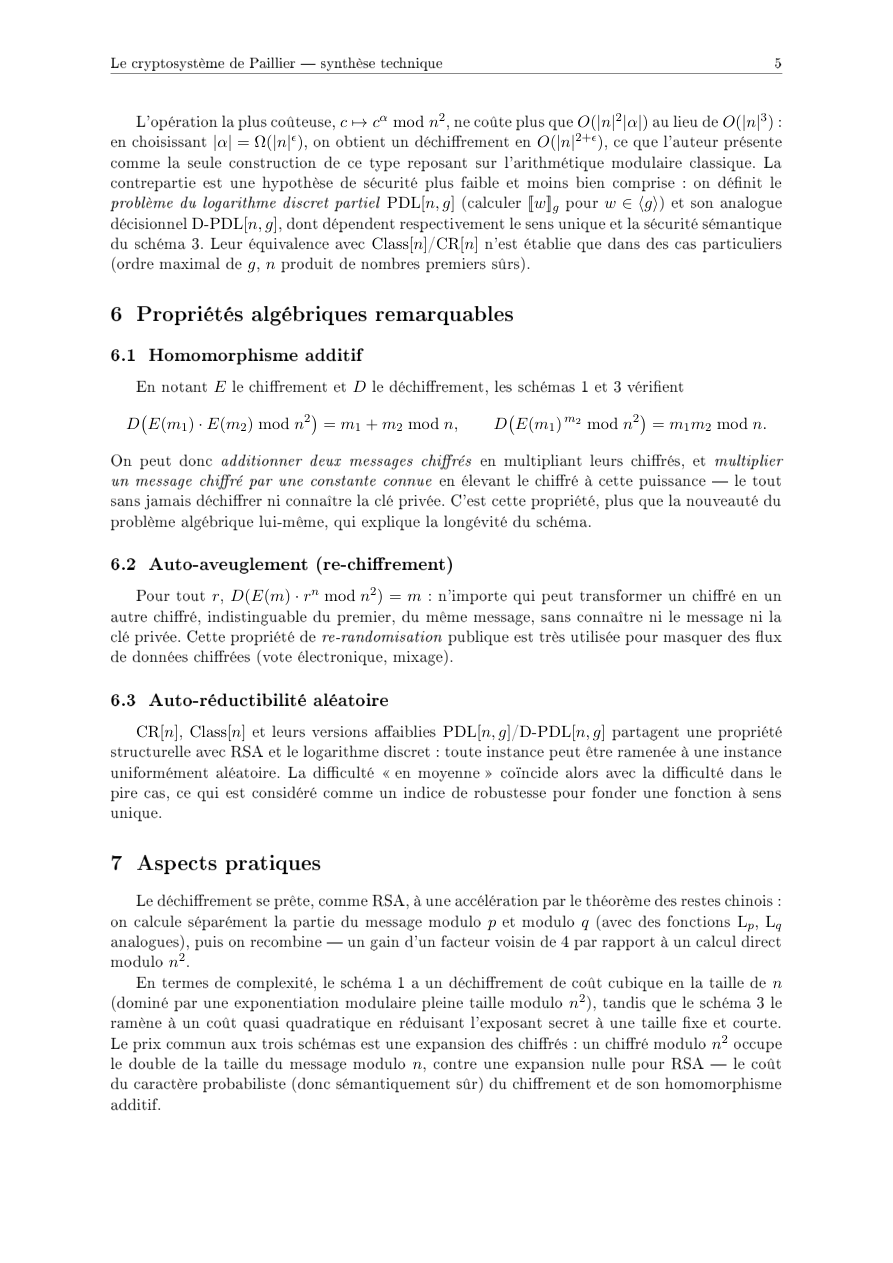 Le cryptosystème de Paillier — synthèse technique 5
L'opération la plus coûteuse, c ↦ c^α mod n², ne coûte plus que O(|n|²|α|) au lieu de O(|n|³) :
en choisissant |α| = Ω(|n|^ϵ), on obtient un déchiffrement en O(|n|^{2+ϵ}), ce que l'auteur présente
comme la seule construction de ce type reposant sur l'arithmétique modulaire classique. La
contrepartie est une hypothèse de sécurité plus faible et moins bien comprise : on définit le
problème du logarithme discret partiel PDL[n, g] (calculer ⟦w⟧_g pour w ∈ ⟨g⟩) et son analogue
décisionnel D-PDL[n, g], dont dépendent respectivement le sens unique et la sécurité sémantique
du schéma 3. Leur équivalence avec Class[n]/CR[n] n'est établie que dans des cas particuliers
(ordre maximal de g, n produit de nombres premiers sûrs).
6 Propriétés algébriques remarquables
6.1 Homomorphisme additif
En notant E le chiffrement et D le déchiffrement, les schémas 1 et 3 vérifient
D(E(m₁) · E(m₂) mod n²) = m₁ + m₂ mod n, D(E(m₁)^{m₂} mod n²) = m₁m₂ mod n.
On peut donc additionner deux messages chiffrés en multipliant leurs chiffrés, et multiplier
un message chiffré par une constante connue en élevant le chiffré à cette puissance — le tout
sans jamais déchiffrer ni connaître la clé privée. C'est cette propriété, plus que la nouveauté du
problème algébrique lui-même, qui explique la longévité du schéma.
6.2 Auto-aveuglement (re-chiffrement)
Pour tout r, D(E(m) · r^n mod n²) = m : n'importe qui peut transformer un chiffré en un
autre chiffré, indistinguable du premier, du même message, sans connaître ni le message ni la
clé privée. Cette propriété de re-randomisation publique est très utilisée pour masquer des flux
de données chiffrées (vote électronique, mixage).
6.3 Auto-réductibilité aléatoire
CR[n], Class[n] et leurs versions affaiblies PDL[n, g]/D-PDL[n, g] partagent une propriété
structurelle avec RSA et le logarithme discret : toute instance peut être ramenée à une instance
uniformément aléatoire. La difficulté « en moyenne » coïncide alors avec la difficulté dans le
pire cas, ce qui est considéré comme un indice de robustesse pour fonder une fonction à sens
unique.
7 Aspects pratiques
Le déchiffrement se prête, comme RSA, à une accélération par le théorème des restes chinois :
on calcule séparément la partie du message modulo p et modulo q (avec des fonctions L_p, L_q
analogues), puis on recombine — un gain d'un facteur voisin de 4 par rapport à un calcul direct
modulo n².
En termes de complexité, le schéma 1 a un déchiffrement de coût cubique en la taille de n
(dominé par une exponentiation modulaire pleine taille modulo n²), tandis que le schéma 3 le
ramène à un coût quasi quadratique en réduisant l'exposant secret à une taille fixe et courte.
Le prix commun aux trois schémas est une expansion des chiffrés : un chiffré modulo n² occupe
le double de la taille du message modulo n, contre une expansion nulle pour RSA — le coût
du caractère probabiliste (donc sémantiquement sûr) du chiffrement et de son homomorphisme
additif.